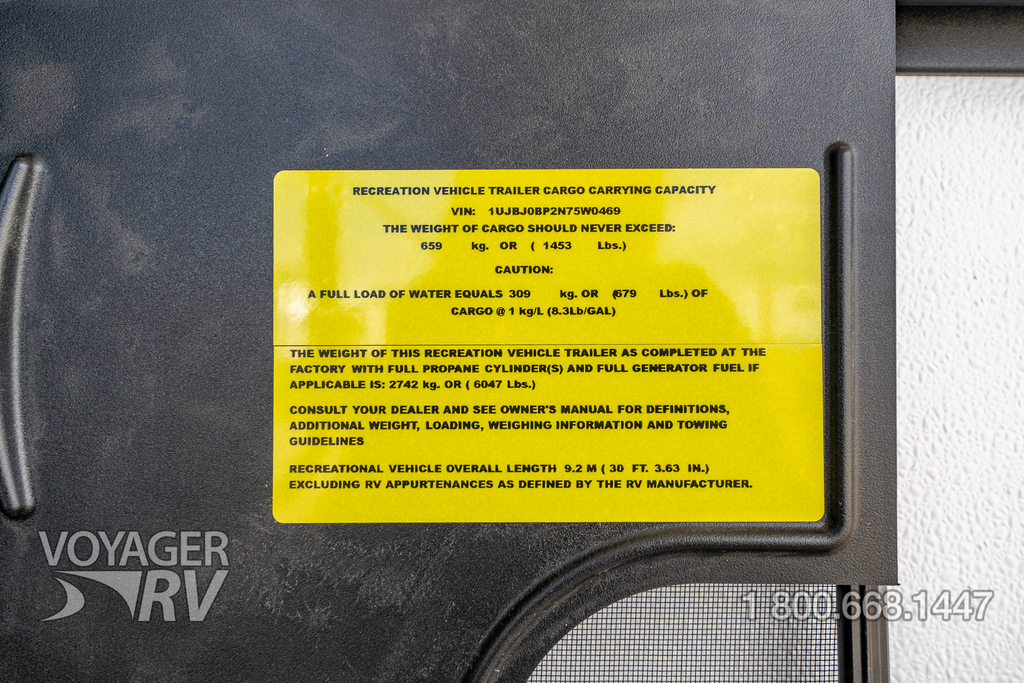 RECREATION VEHICLE TRAILER CARGO CARRYING CAPACITY
VIN: 1UJBJ0BP2N75W0469
THE WEIGHT OF CARGO SHOULD NEVER EXCEED:
659 kg. OR ( 1453 Lbs.)
CAUTION:
A FULL LOAD OF WATER EQUALS 309 kg. OR (679 Lbs.) OF
CARGO @ 1 kg/L (8.3Lb/GAL)
THE WEIGHT OF THIS RECREATION VEHICLE TRAILER AS COMPLETED AT THE
FACTORY WITH FULL PROPANE CYLINDER(S) AND FULL GENERATOR FUEL IF
APPLICABLE IS: 2742 kg. OR ( 6047 Lbs.)
CONSULT YOUR DEALER AND SEE OWNER'S MANUAL FOR DEFINITIONS,
ADDITIONAL WEIGHT, LOADING, WEIGHING INFORMATION AND TOWING
GUIDELINES
RECREATIONAL VEHICLE OVERALL LENGTH 9.2 M ( 30 FT. 3.63 IN.)
EXCLUDING RV APPURTENANCES AS DEFINED BY THE RV MANUFACTURER.
VOYAGER
RV
1 800.668.1447